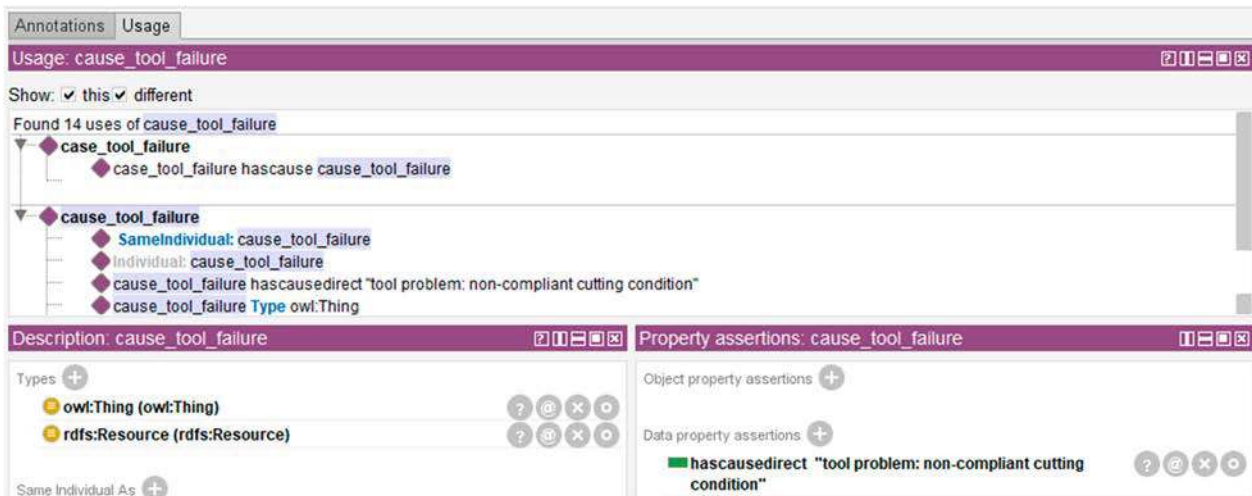 Annotations Usage
Usage: cause_tool_failure
Show: this different
Found 14 uses of cause_tool_failure
case_tool_failure
case_tool_failure hascause cause_tool_failure
cause_tool_failure
SameIndividual: cause_tool_failure
Individual: cause_tool_failure
cause_tool_failure hascausedirect "tool problem: non-compliant cutting condition"
cause_tool_failure Type owl:Thing
Description: cause_tool_failure
Types
owl:Thing (owl:Thing)
rdfs:Resource (rdfs:Resource)
Same Individual As
Property assertions: cause_tool_failure
Object property assertions
Data property assertions
hascausedirect "tool problem: non-compliant cutting
condition"